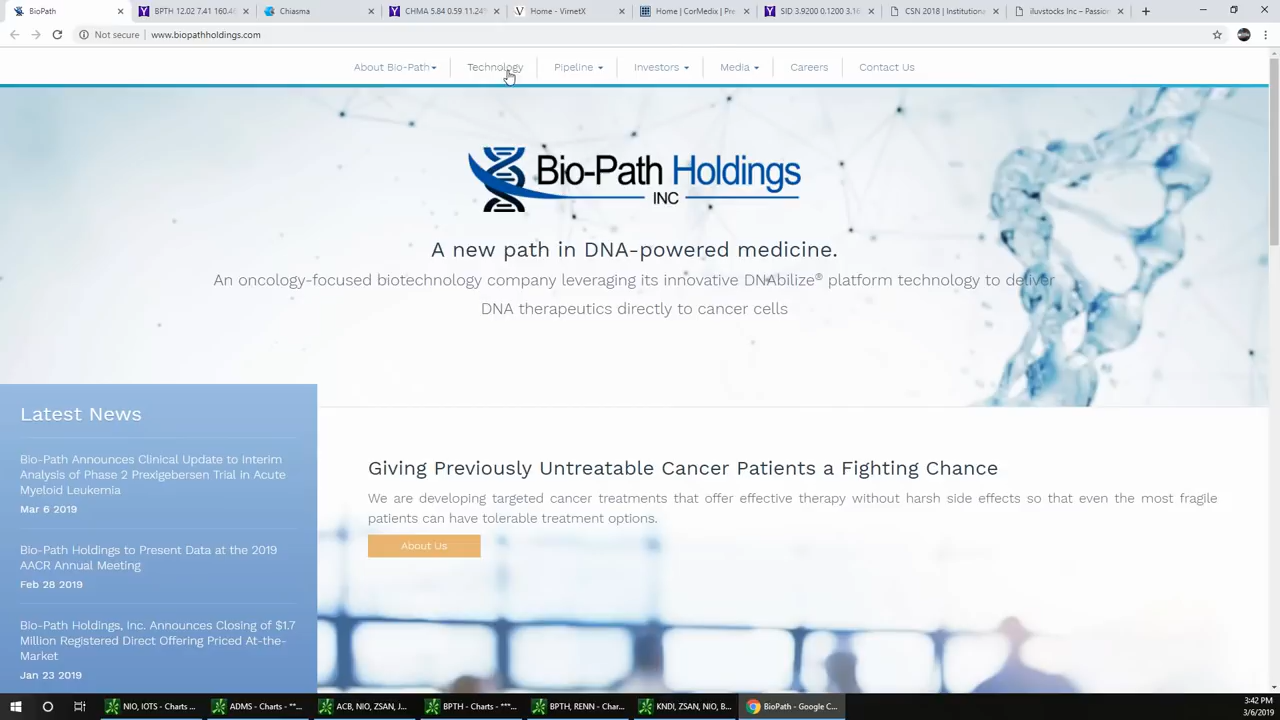 BioPath
BPTH 12.02 7.41 160.4
Chiasma
CHMA 5.84 0.59 11.24
Home - VirnetX
Home | CorMedix | Pre
SID 3.9200 0.1200 3.1
CSN 2018 | Institutional
iluvstocks Inc – Passion
Not secure | www.biopathholdings.com
About Bio-Path
Technology
Pipeline
Investors
Media
Careers
Contact Us
Bio-Path Holdings
INC
A new path in DNA-powered medicine.
An oncology-focused biotechnology company leveraging its innovative DNAbilize® platform technology to deliver
DNA therapeutics directly to cancer cells
Latest News
Bio-Path Announces Clinical Update to Interim
Analysis of Phase 2 Prexigebersen Trial in Acute
Myeloid Leukemia
Mar 6 2019
Bio-Path Holdings to Present Data at the 2019
AACR Annual Meeting
Feb 28 2019
Bio-Path Holdings, Inc. Announces Closing of $1.7
Million Registered Direct Offering Priced At-the-
Market
Jan 23 2019
Giving Previously Untreatable Cancer Patients a Fighting Chance
We are developing targeted cancer treatments that offer effective therapy without harsh side effects so that even the most fragile
patients can have tolerable treatment options.
About Us
NIO, IOTS - Charts ...
ADMS - Charts - "*...
ACB, NIO, ZSAN, J...
BPTH - Charts - "**...
BPTH, RENN - Char...
KNDI, ZSAN, NIO, B...
BioPath - Google C...
3:42 PM
3/6/2019